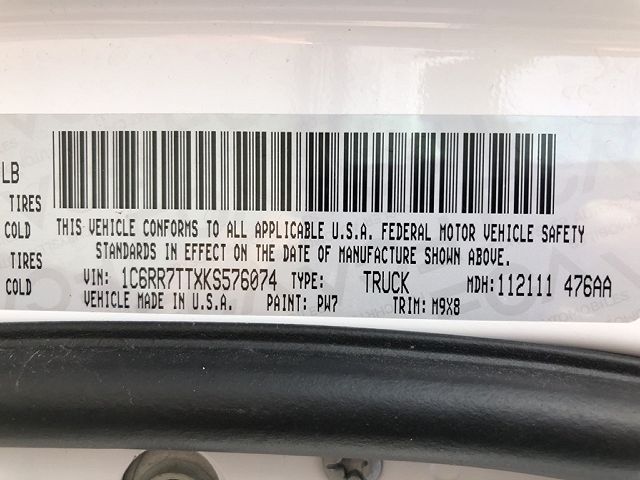 LB
TIRES
COLD
TIRES
COLD
THIS VEHICLE CONFORMS TO ALL APPLICABLE U.S.A. FEDERAL MOTOR VEHICLE SAFETY
STANDARDS IN EFFECT ON THE DATE OF MANUFACTURE SHOWN ABOVE.
VIN: 1C6RR7TTXKS576074 TYPE: TRUCK MDH: 112111 476AA
VEHICLE MADE IN U.S.A. PAINT: PW7 TRIM: M9X8